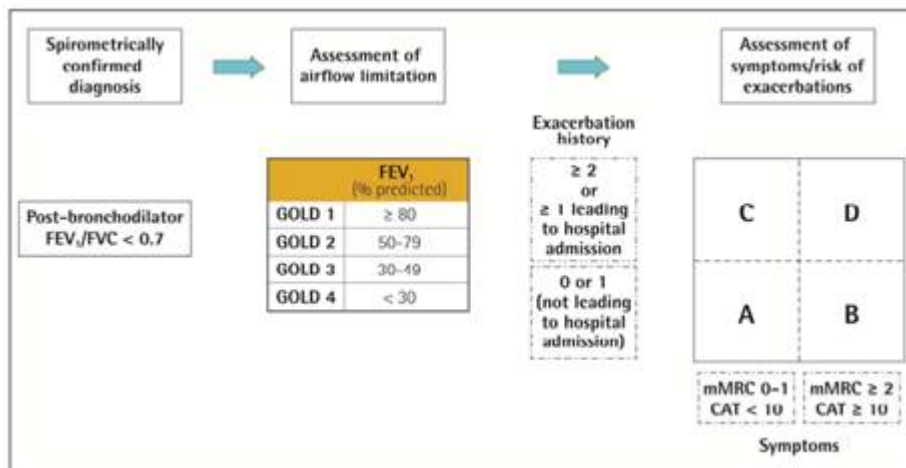 Spirometrically
confirmed
diagnosis
Assessment of
airflow limitation
Assessment of
symptoms/risk of
exacerbations
Post-bronchodilator
FEV₁/FVC < 0.7
FEV₁
(% predicted)
GOLD 1 ≥ 80
GOLD 2 50-79
GOLD 3 30-49
GOLD 4 < 30
Exacerbation
history
≥ 2
or
≥ 1 leading
to hospital
admission
0 or 1
(not leading
to hospital
admission)
C D
A B
mMRC 0-1
CAT < 10
mMRC ≥ 2
CAT ≥ 10
Symptoms